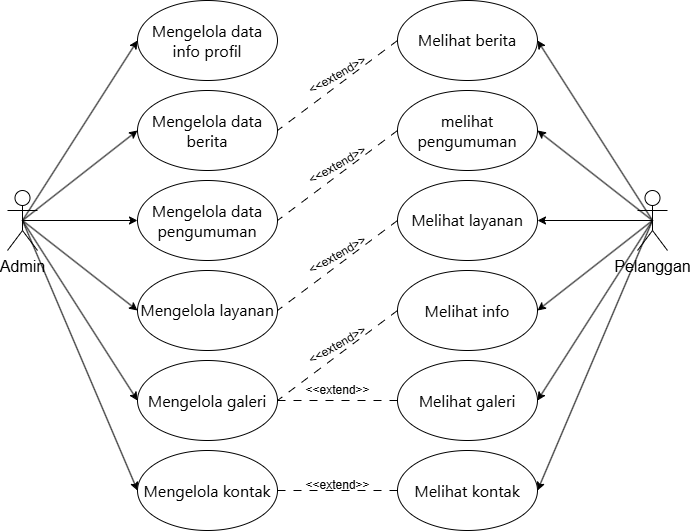 Mengelola data
info profil
Melihat berita
<<extend>>
Mengelola data
berita
melihat
pengumuman
<<extend>>
Mengelola data
pengumuman
Melihat layanan
Admin
Pelanggan
<<extend>>
Mengelola layanan
Melihat info
<<extend>>
Mengelola galeri
<<extend>>
Melihat galeri
Mengelola kontak
<<extend>>
Melihat kontak